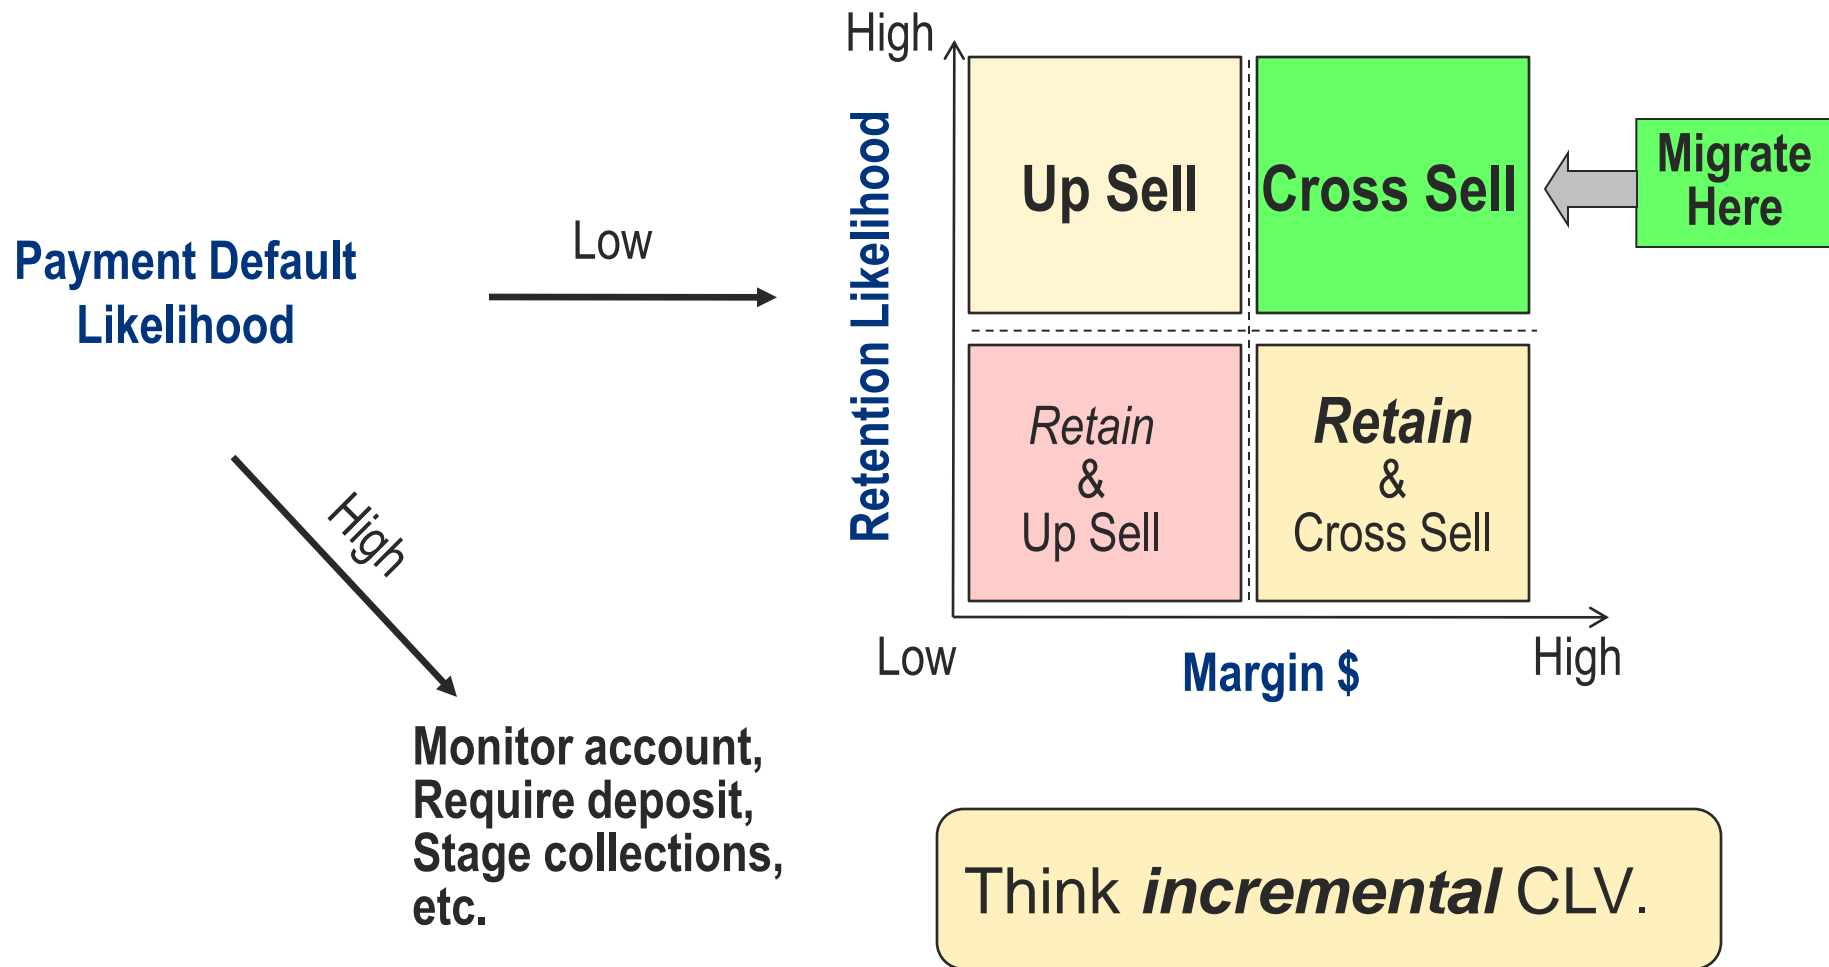 Payment Default
Likelihood
Low
High
Monitor account,
Require deposit,
Stage collections,
etc.
High
Retention Likelihood
Up Sell
Cross Sell
Migrate
Here
Retain
&
Up Sell
Retain
&
Cross Sell
Low
Margin $
High
Think incremental CLV.